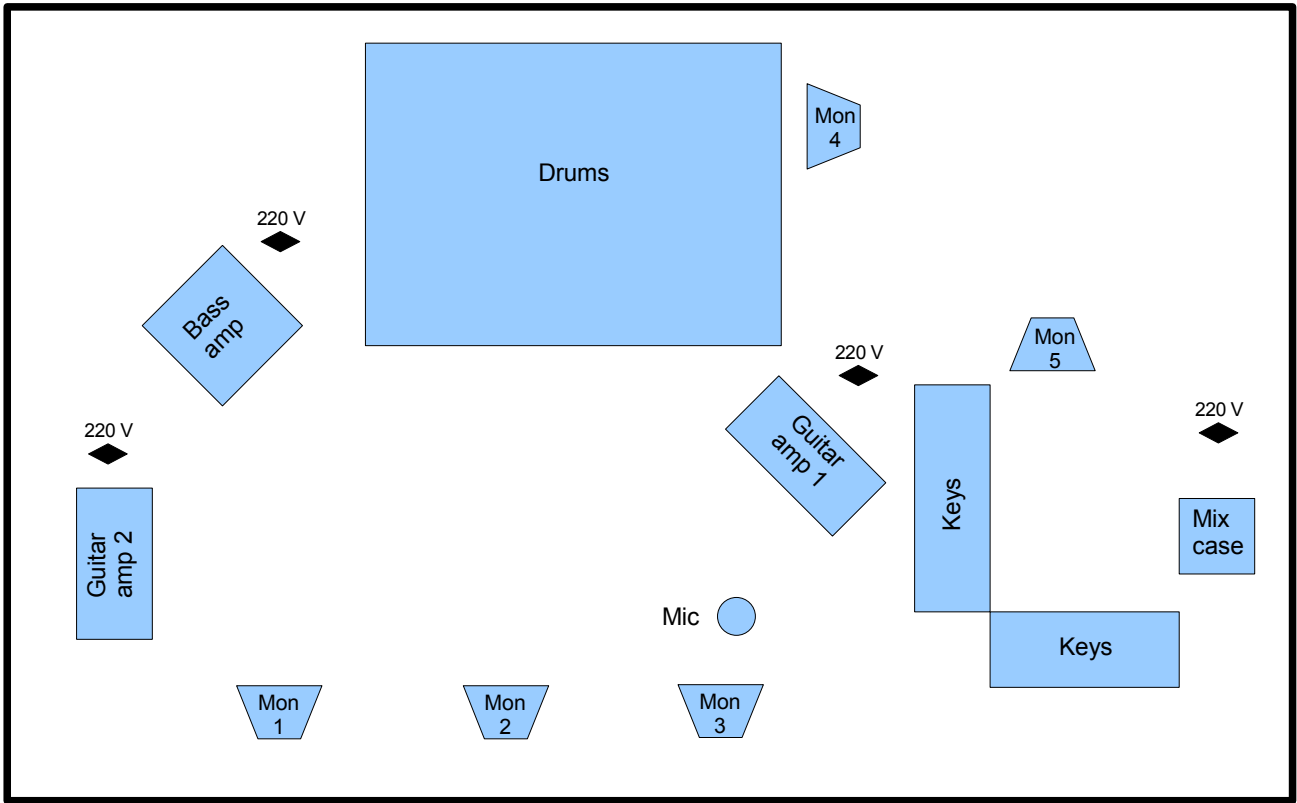 Mon
4
Drums
220 V
Bass
amp
Mon
5
220 V
Guitar
amp 1
220 V
220 V
Keys
Mix
case
Guitar
amp 2
Mic
Keys
Mon
1
Mon
2
Mon
3